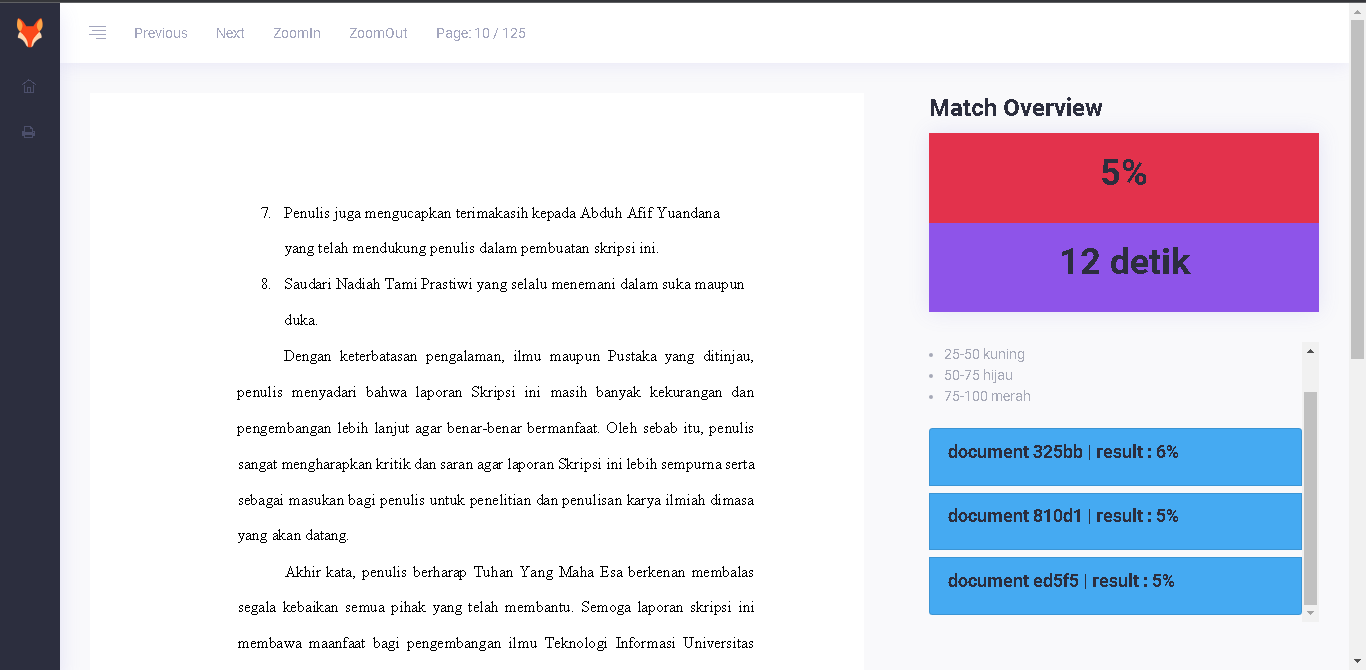 Previous Next ZoomIn ZoomOut Page: 10 / 125
7. Penulis juga mengucapkan terimakasih kepada Abduh Afif Yuandana
yang telah mendukung penulis dalam pembuatan skripsi ini.
8. Saudari Nadiah Tami Prastiwi yang selalu menemani dalam suka maupun
duka.
Dengan keterbatasan pengalaman, ilmu maupun Pustaka yang ditinjau,
penulis menyadari bahwa laporan Skripsi ini masih banyak kekurangan dan
pengembangan lebih lanjut agar benar-benar bermanfaat. Oleh sebab itu, penulis
sangat mengharapkan kritik dan saran agar laporan Skripsi ini lebih sempurna serta
sebagai masukan bagi penulis untuk penelitian dan penulisan karya ilmiah dimasa
yang akan datang.
Akhir kata, penulis berharap Tuhan Yang Maha Esa berkenan membalas
segala kebaikan semua pihak yang telah membantu. Semoga laporan skripsi ini
membawa maanfaat bagi pengembangan ilmu Teknologi Informasi Universitas
Match Overview
5%
12 detik
25-50 kuning
50-75 hijau
75-100 merah
document 325bb | result : 6%
document 810d1 | result : 5%
document ed5f5 | result : 5%